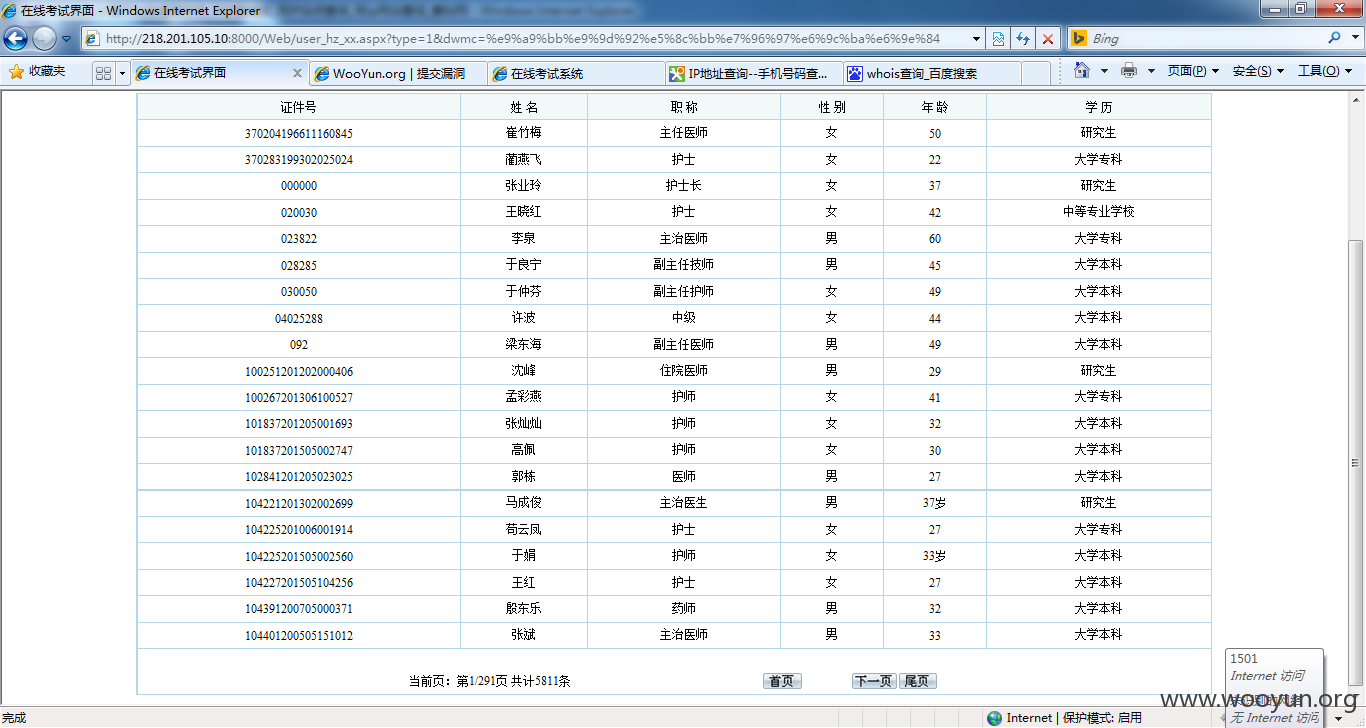 在线考试界面 - Windows Internet Explorer
http://218.201.105.10:8000/Web/user_hz_xx.aspx?type=1&dwmc=%e9%a9%bb%e9%9d%92%e5%8c%bb%e7%96%97%e6%9c%ba%e6%9e%84 Bing
收藏夹 在线考试界面 WooYun.org | 提交漏洞 在线考试系统 IP地址查询--手机号码查... whois查询_百度搜索 页面(P) 安全(S) 工具(O)
证件号 姓 名 职 称 性 别 年 龄 学 历
370204196611160845 崔竹梅 主任医师 女 50 研究生
370283199302025024 蔺燕飞 护士 女 22 大学专科
000000 张业玲 护士长 女 37 研究生
020030 王晓红 护士 女 42 中等专业学校
023822 李泉 主治医师 男 60 大学专科
028285 于良宁 副主任技师 男 45 大学本科
030050 于仲芬 副主任护师 女 49 大学本科
04025288 许波 中级 女 44 大学本科
092 梁东海 副主任医师 男 49 大学本科
100251201202000406 沈峰 住院医师 男 29 研究生
100267201306100527 孟彩燕 护师 女 41 大学专科
101837201205001693 张灿灿 护师 女 32 大学本科
101837201505002747 高佩 护师 女 30 大学本科
102841201205023025 郭栋 医师 男 27 大学本科
104221201302002699 马成俊 主治医生 男 37岁 研究生
104225201006001914 苟云凤 护士 女 27 大学专科
104225201505002560 于娟 护师 女 33岁 大学本科
104227201505104256 王红 护士 女 27 大学本科
104391200705000371 殷东乐 药师 男 32 大学本科
104401200505151012 张斌 主治医师 男 33 大学本科
当前页：第1/291页 共计5811条 首页 下一页 尾页
1501
Internet 访问
www.wooyun.org
无 Internet 访问
完成 Internet | 保护模式: 启用